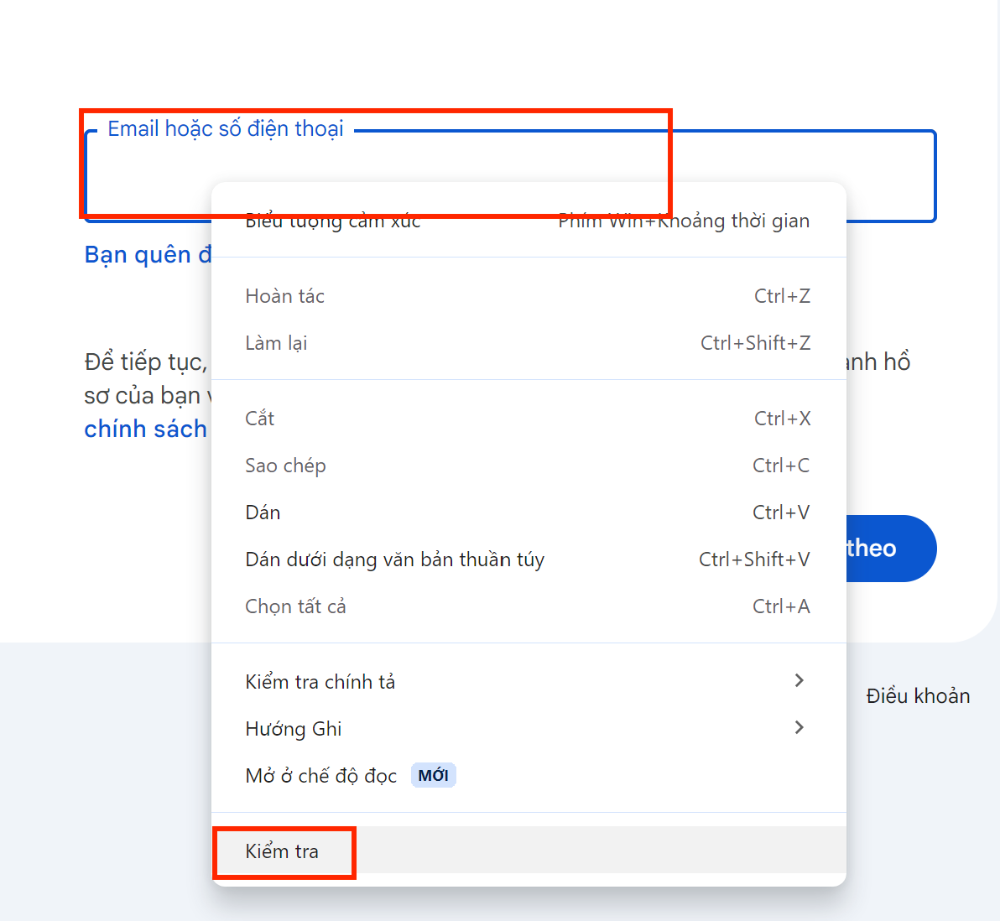 Email hoặc số điện thoại
Biểu tượng cảm xúc Phím Win+Khoảng thời gian
Bạn quên
Hoàn tác Ctrl+Z
Làm lại Ctrl+Shift+Z
Để tiếp tục, hồ
sơ của bạn
chính sách
Cắt Ctrl+X
Sao chép Ctrl+C
Dán Ctrl+V
theo
Dán dưới dạng văn bản thuần túy Ctrl+Shift+V
Chọn tất cả Ctrl+A
Kiểm tra chính tả
Điều khoản
Hướng Ghi
Mở ở chế độ đọc MỚI
Kiểm tra